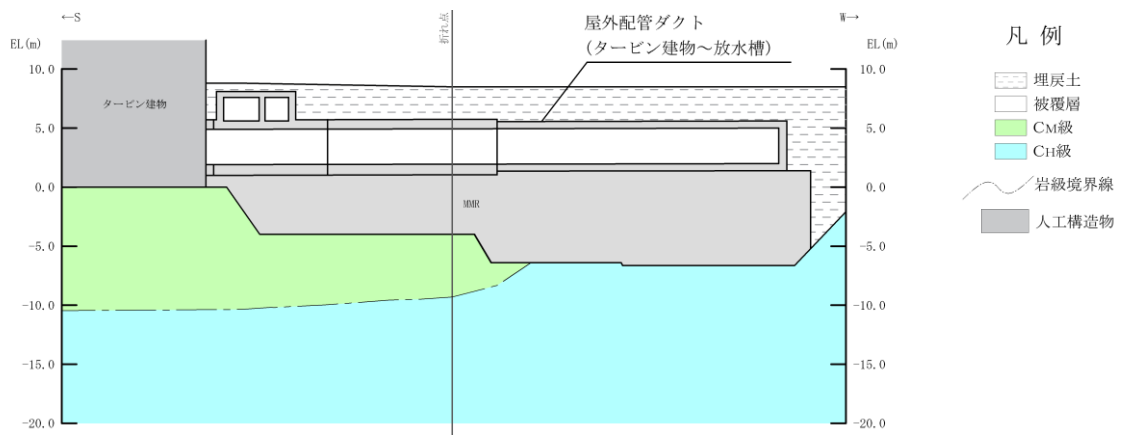 ←S
W→
EL(m)
EL(m)
折れ点
屋外配管ダクト
(タービン建物～放水槽)
凡 例
10.0
5.0
0.0
-5.0
-10.0
-15.0
-20.0
タービン建物
MMR
10.0
5.0
0.0
-5.0
-10.0
-15.0
-20.0
埋戻土
被覆層
CM級
CH級
岩級境界線
人工構造物